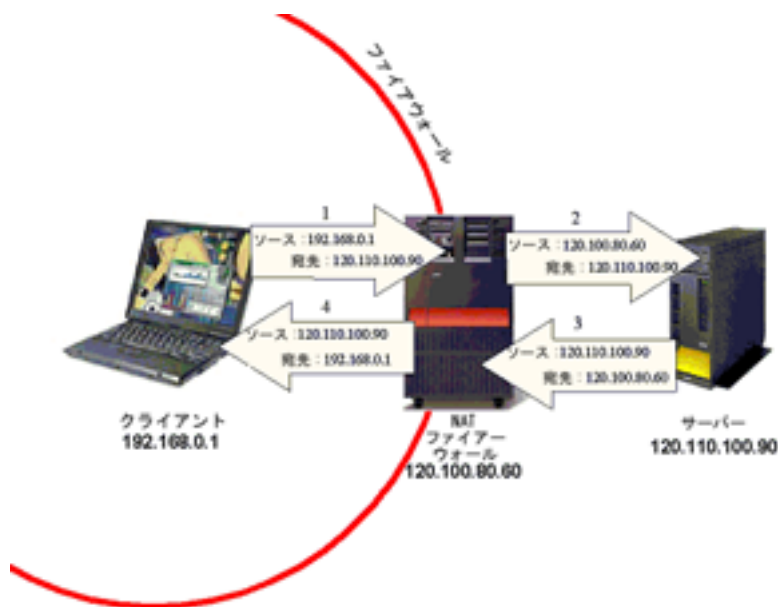 ファイアウォール
1
ソース：192.168.0.1
宛先：120.110.100.90
2
ソース：120.100.80.60
宛先：120.110.100.90
4
ソース：120.110.100.90
宛先：192.168.0.1
3
ソース：120.110.100.90
宛先：120.100.80.60
クライアント
192.168.0.1
NAT
ファイアー
ウォール
120.100.80.60
サーバー
120.110.100.90